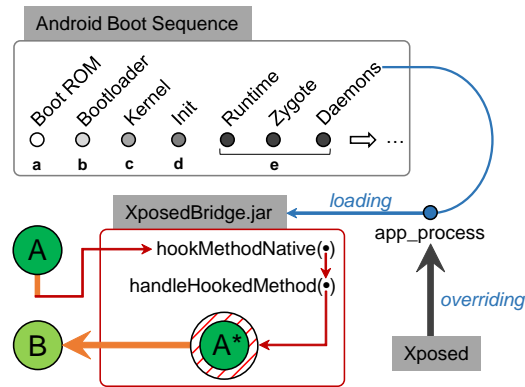 Android Boot Sequence
Boot ROM
Bootloader
Kernel
Init
Runtime
Zygote
Daemons
...
a
b
c
d
e
loading
XposedBridge.jar
app_process
A
hookMethodNative(•)
handleHookedMethod(•)
overriding
B
A*
Xposed